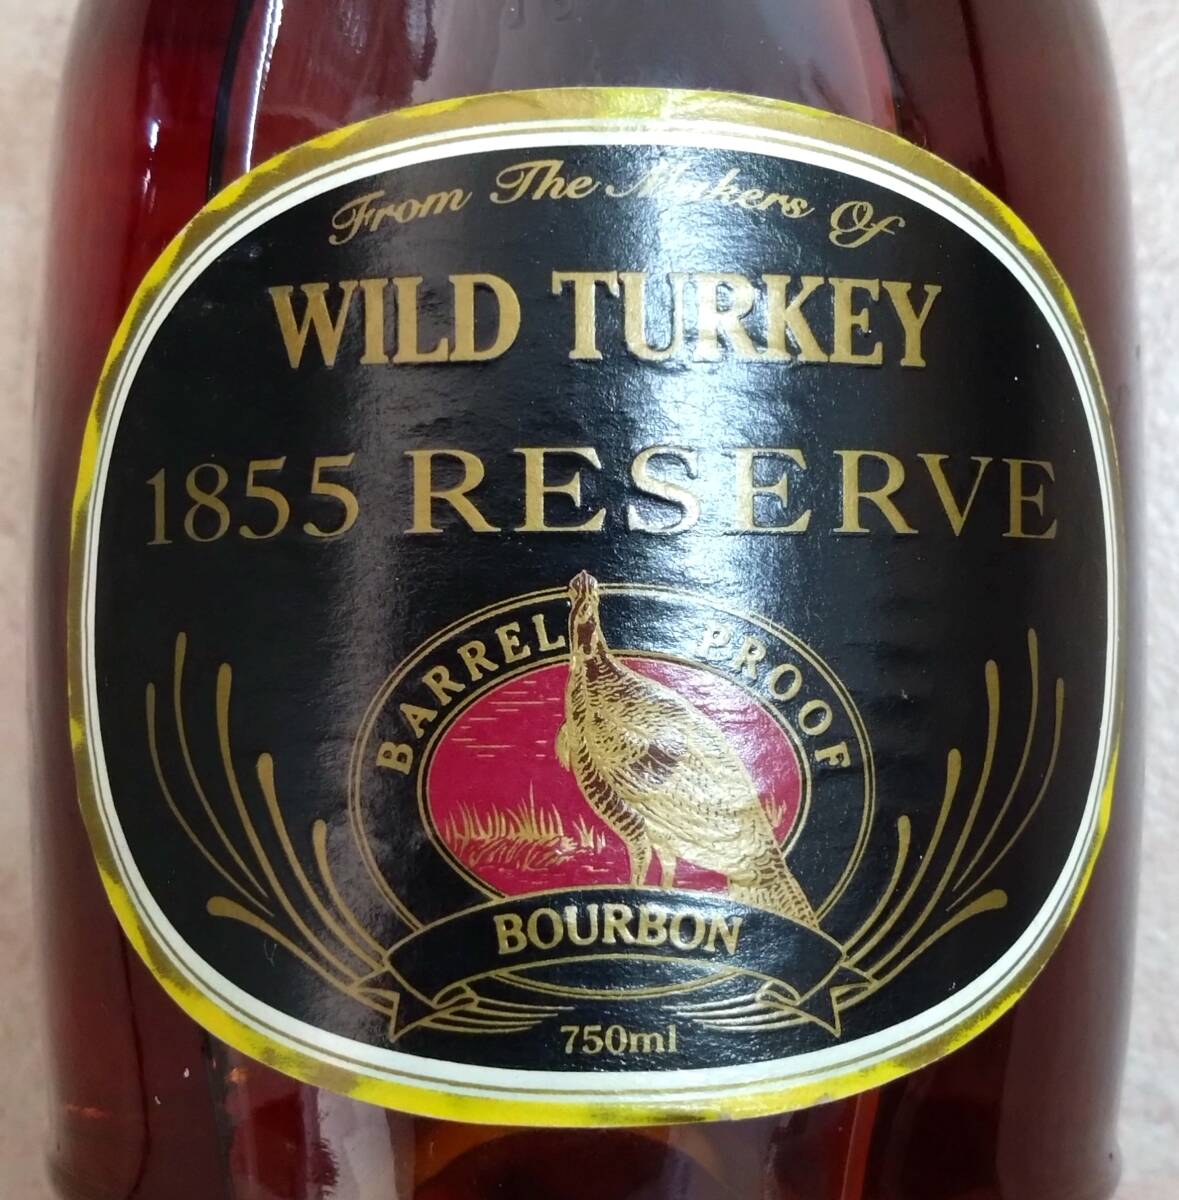 From The Makers Of
WILD TURKEY
1855 RESERVE
BARREL PROOF
BOURBON
750ml